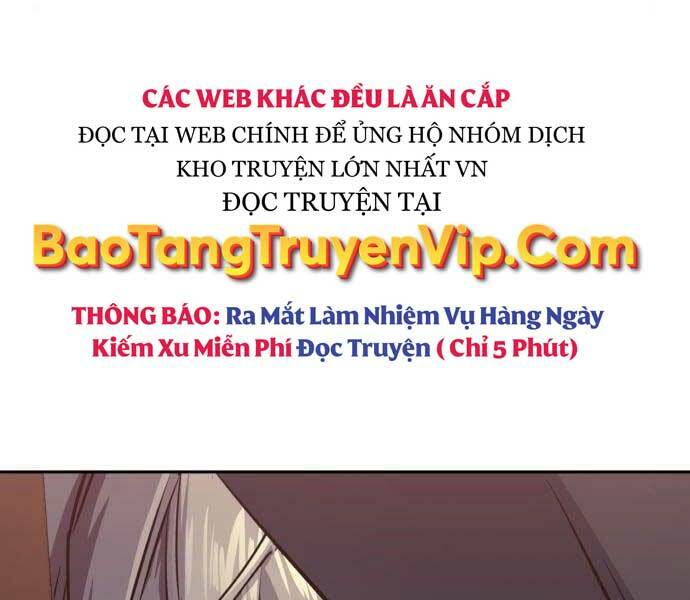 CÁC WEB KHÁC ĐỀU LÀ ĂN CẮP
ĐỌC TẠI WEB CHÍNH ĐỂ ỦNG HỘ NHÓM DỊCH
KHO TRUYỆN LỚN NHẤT VN
ĐỌC TRUYỆN TẠI
BaoTangTruyenVip.Com
THÔNG BÁO: Ra Mắt Làm Nhiệm Vụ Hàng Ngày
Kiếm Xu Miễn Phí Đọc Truyện ( Chỉ 5 Phút)